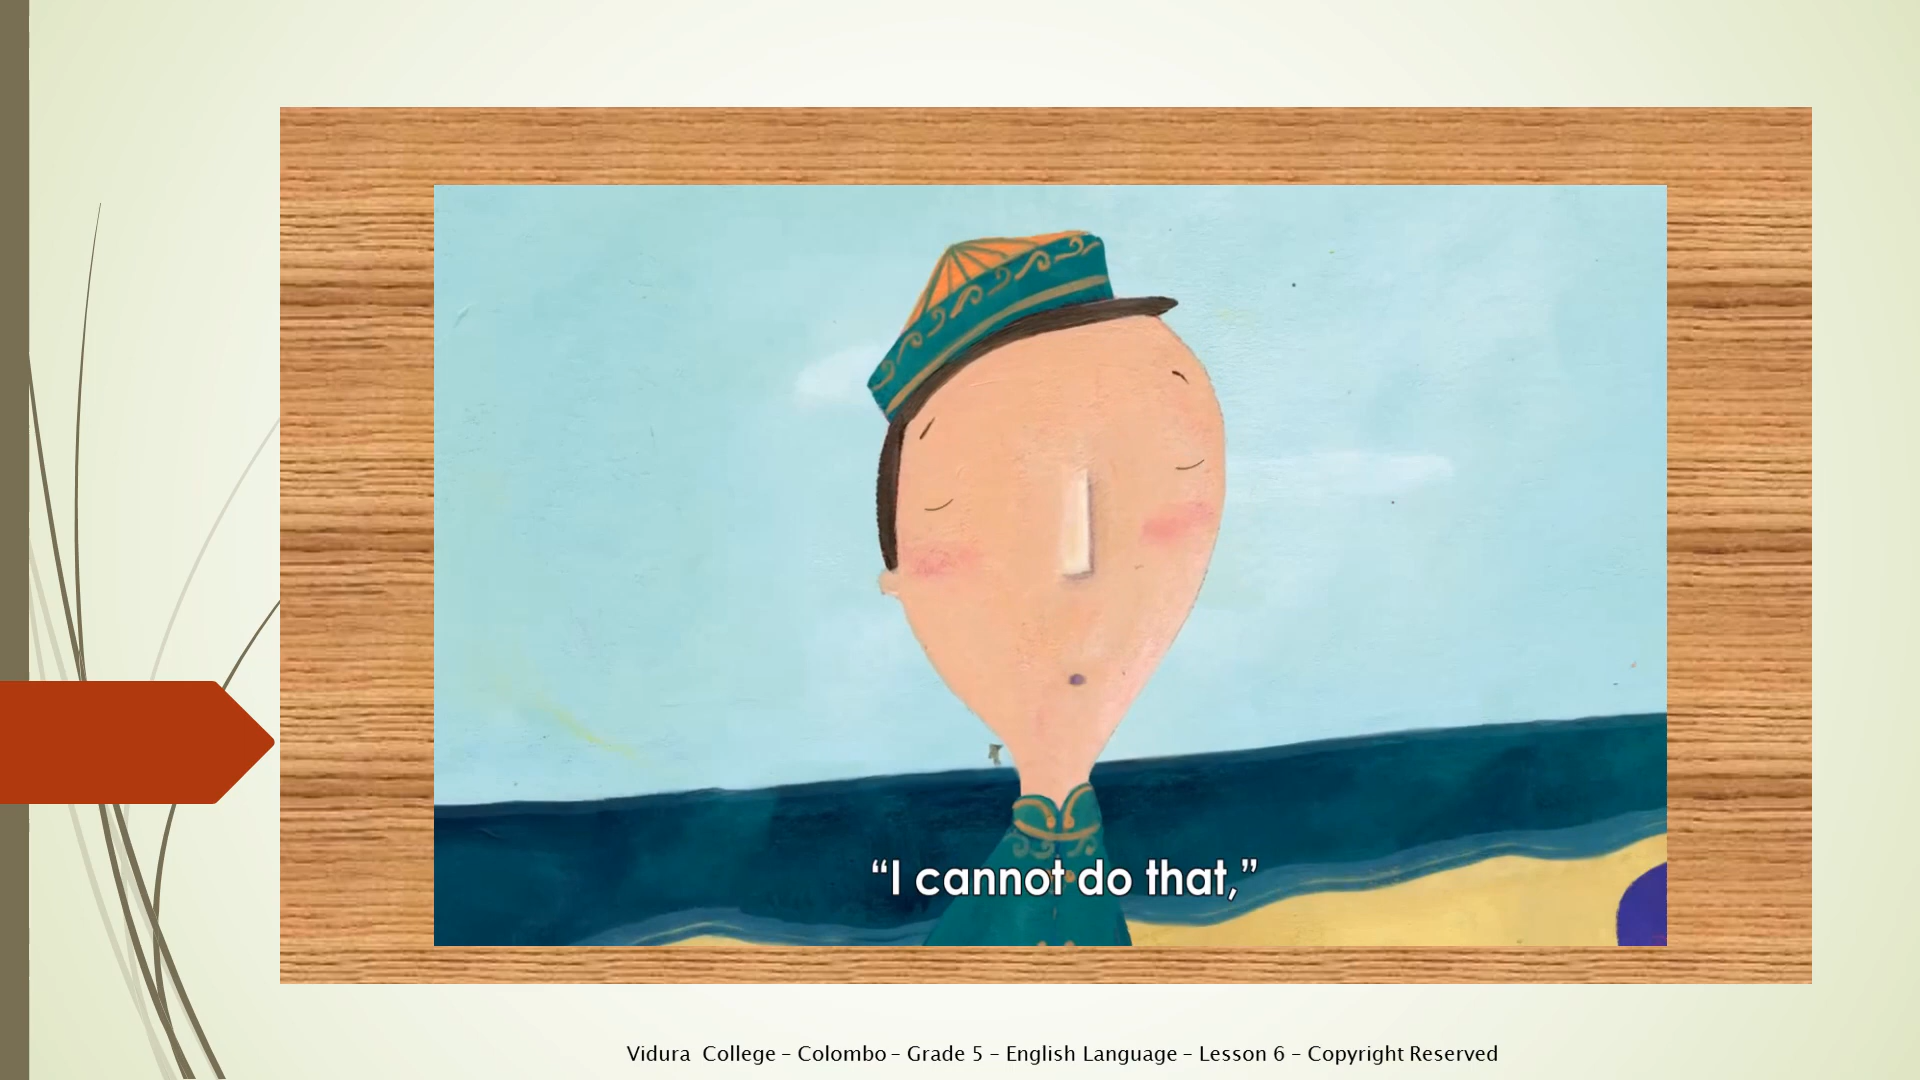 “I cannot do that,”
Vidura College – Colombo – Grade 5 – English Language – Lesson 6 – Copyright Reserved